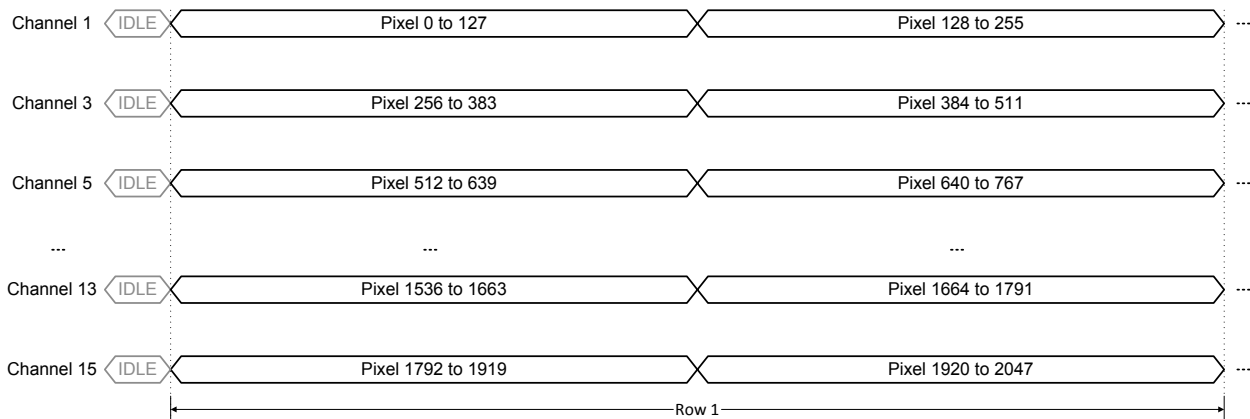 Channel 1 IDLE Pixel 0 to 127 Pixel 128 to 255 ---
Channel 3 IDLE Pixel 256 to 383 Pixel 384 to 511 ---
Channel 5 IDLE Pixel 512 to 639 Pixel 640 to 767 ---
--- --- ---
Channel 13 IDLE Pixel 1536 to 1663 Pixel 1664 to 1791 ---
Channel 15 IDLE Pixel 1792 to 1919 Pixel 1920 to 2047 ---
Row 1